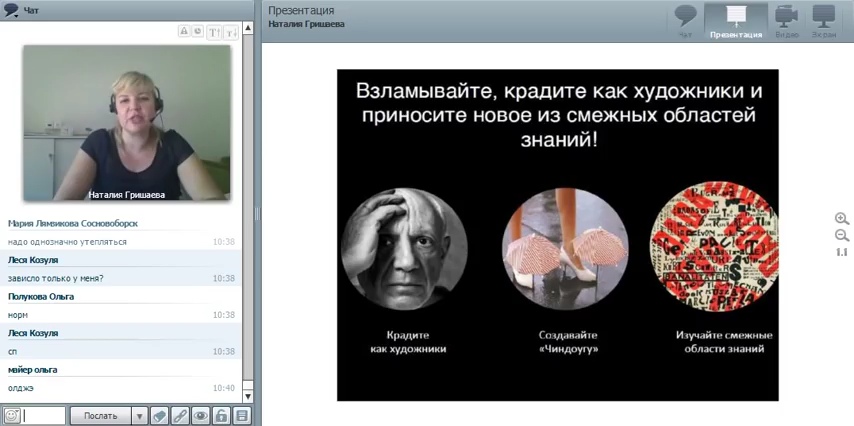 Чат
Наталия Гришаева
Мария Лямзикова Сосновоборск
надо однозначно утепляться 10:38
Леся Козуля
зависло только у меня? 10:38
Полукова Ольга
норм 10:38
Леся Козуля
сп 10:38
майер ольга
олджэ 10:40
Послать
Презентация
Наталия Гришаева
Чат
Презентация
Видео
Экран
Взламывайте, крадите как художники и
приносите новое из смежных областей
знаний!
Крадите
как художники
Создавайте
«Чиндоугу»
Изучайте смежные
области знаний
1.1